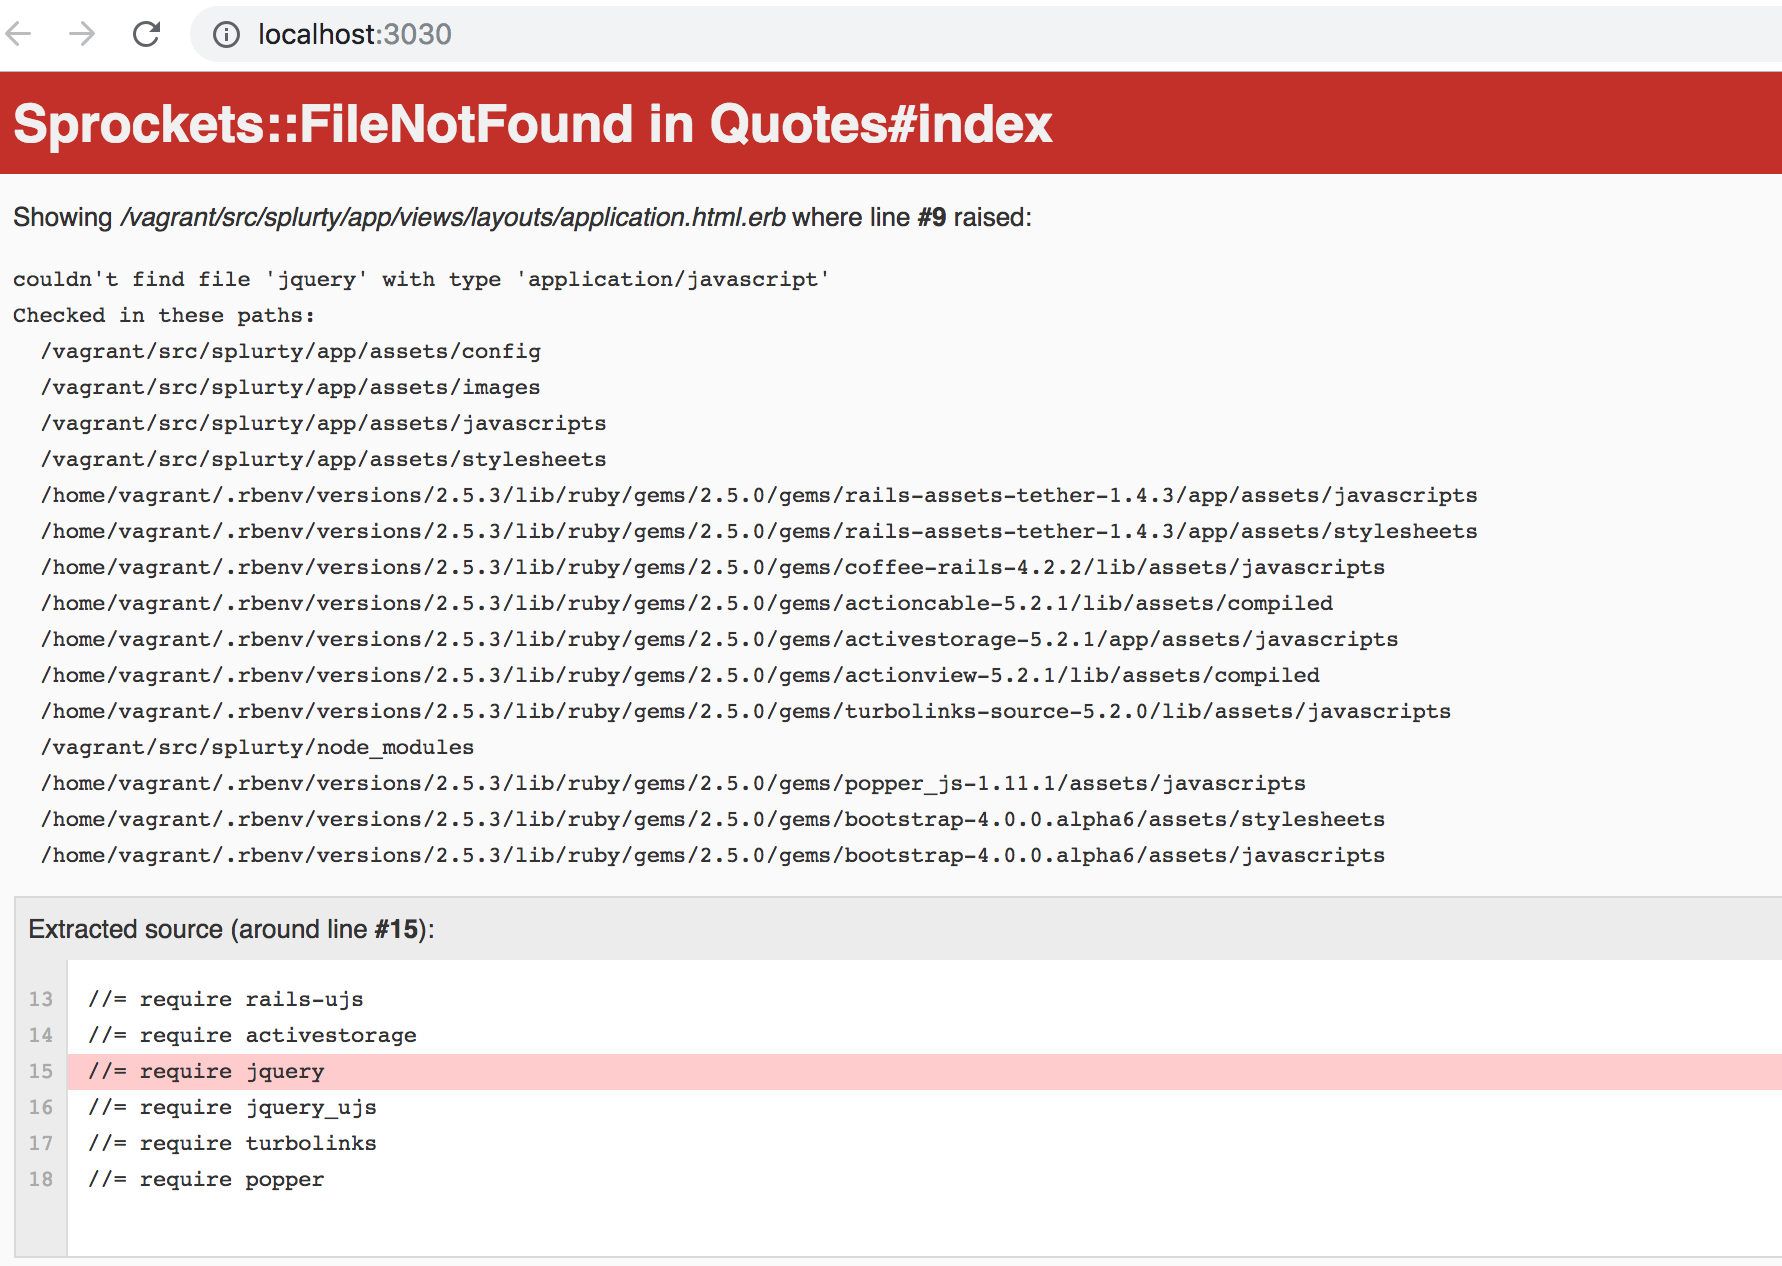 localhost:3030
Sprockets::FileNotFound in Quotes#index
Showing /vagrant/src/splurty/app/views/layouts/application.html.erb where line #9 raised:
couldn't find file 'jquery' with type 'application/javascript'
Checked in these paths:
/vagrant/src/splurty/app/assets/config
/vagrant/src/splurty/app/assets/images
/vagrant/src/splurty/app/assets/javascripts
/vagrant/src/splurty/app/assets/stylesheets
/home/vagrant/.rbenv/versions/2.5.3/lib/ruby/gems/2.5.0/gems/rails-assets-tether-1.4.3/app/assets/javascripts
/home/vagrant/.rbenv/versions/2.5.3/lib/ruby/gems/2.5.0/gems/rails-assets-tether-1.4.3/app/assets/stylesheets
/home/vagrant/.rbenv/versions/2.5.3/lib/ruby/gems/2.5.0/gems/coffee-rails-4.2.2/lib/assets/javascripts
/home/vagrant/.rbenv/versions/2.5.3/lib/ruby/gems/2.5.0/gems/actioncable-5.2.1/lib/assets/compiled
/home/vagrant/.rbenv/versions/2.5.3/lib/ruby/gems/2.5.0/gems/activestorage-5.2.1/app/assets/javascripts
/home/vagrant/.rbenv/versions/2.5.3/lib/ruby/gems/2.5.0/gems/actionview-5.2.1/lib/assets/compiled
/home/vagrant/.rbenv/versions/2.5.3/lib/ruby/gems/2.5.0/gems/turbolinks-source-5.2.0/lib/assets/javascripts
/vagrant/src/splurty/node_modules
/home/vagrant/.rbenv/versions/2.5.3/lib/ruby/gems/2.5.0/gems/popper_js-1.11.1/assets/javascripts
/home/vagrant/.rbenv/versions/2.5.3/lib/ruby/gems/2.5.0/gems/bootstrap-4.0.0.alpha6/assets/stylesheets
/home/vagrant/.rbenv/versions/2.5.3/lib/ruby/gems/2.5.0/gems/bootstrap-4.0.0.alpha6/assets/javascripts
Extracted source (around line #15):
13 //= require rails-ujs
14 //= require activestorage
15 //= require jquery
16 //= require jquery_ujs
17 //= require turbolinks
18 //= require popper